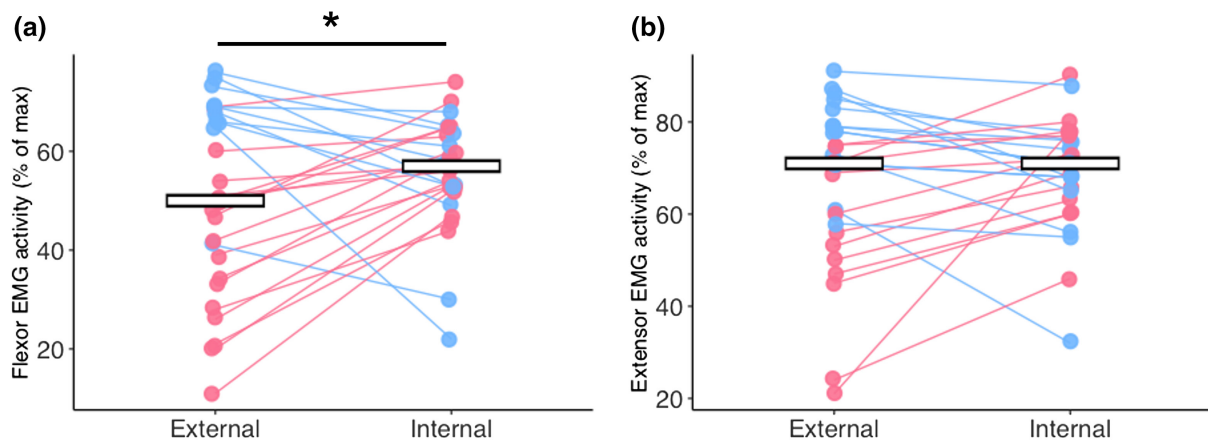 (a)
*
Flexor EMG activity (% of max)
60
40
20
External
Internal
(b)
Extensor EMG activity (% of max)
80
60
40
20
External
Internal